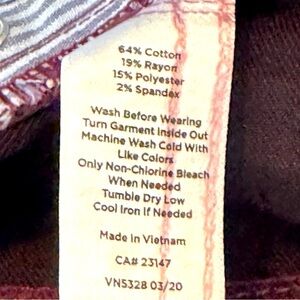 64% Cotton
19% Rayon
15% Polyester
2% Spandex
Wash Before Wearing
Turn Garment Inside Out
Machine Wash Cold With
Like Colors
Only Non-Chlorine Bleach
When Needed
Tumble Dry Low
Cool Iron If Needed
Made in Vietnam
CA# 23147
VNS328 03/20